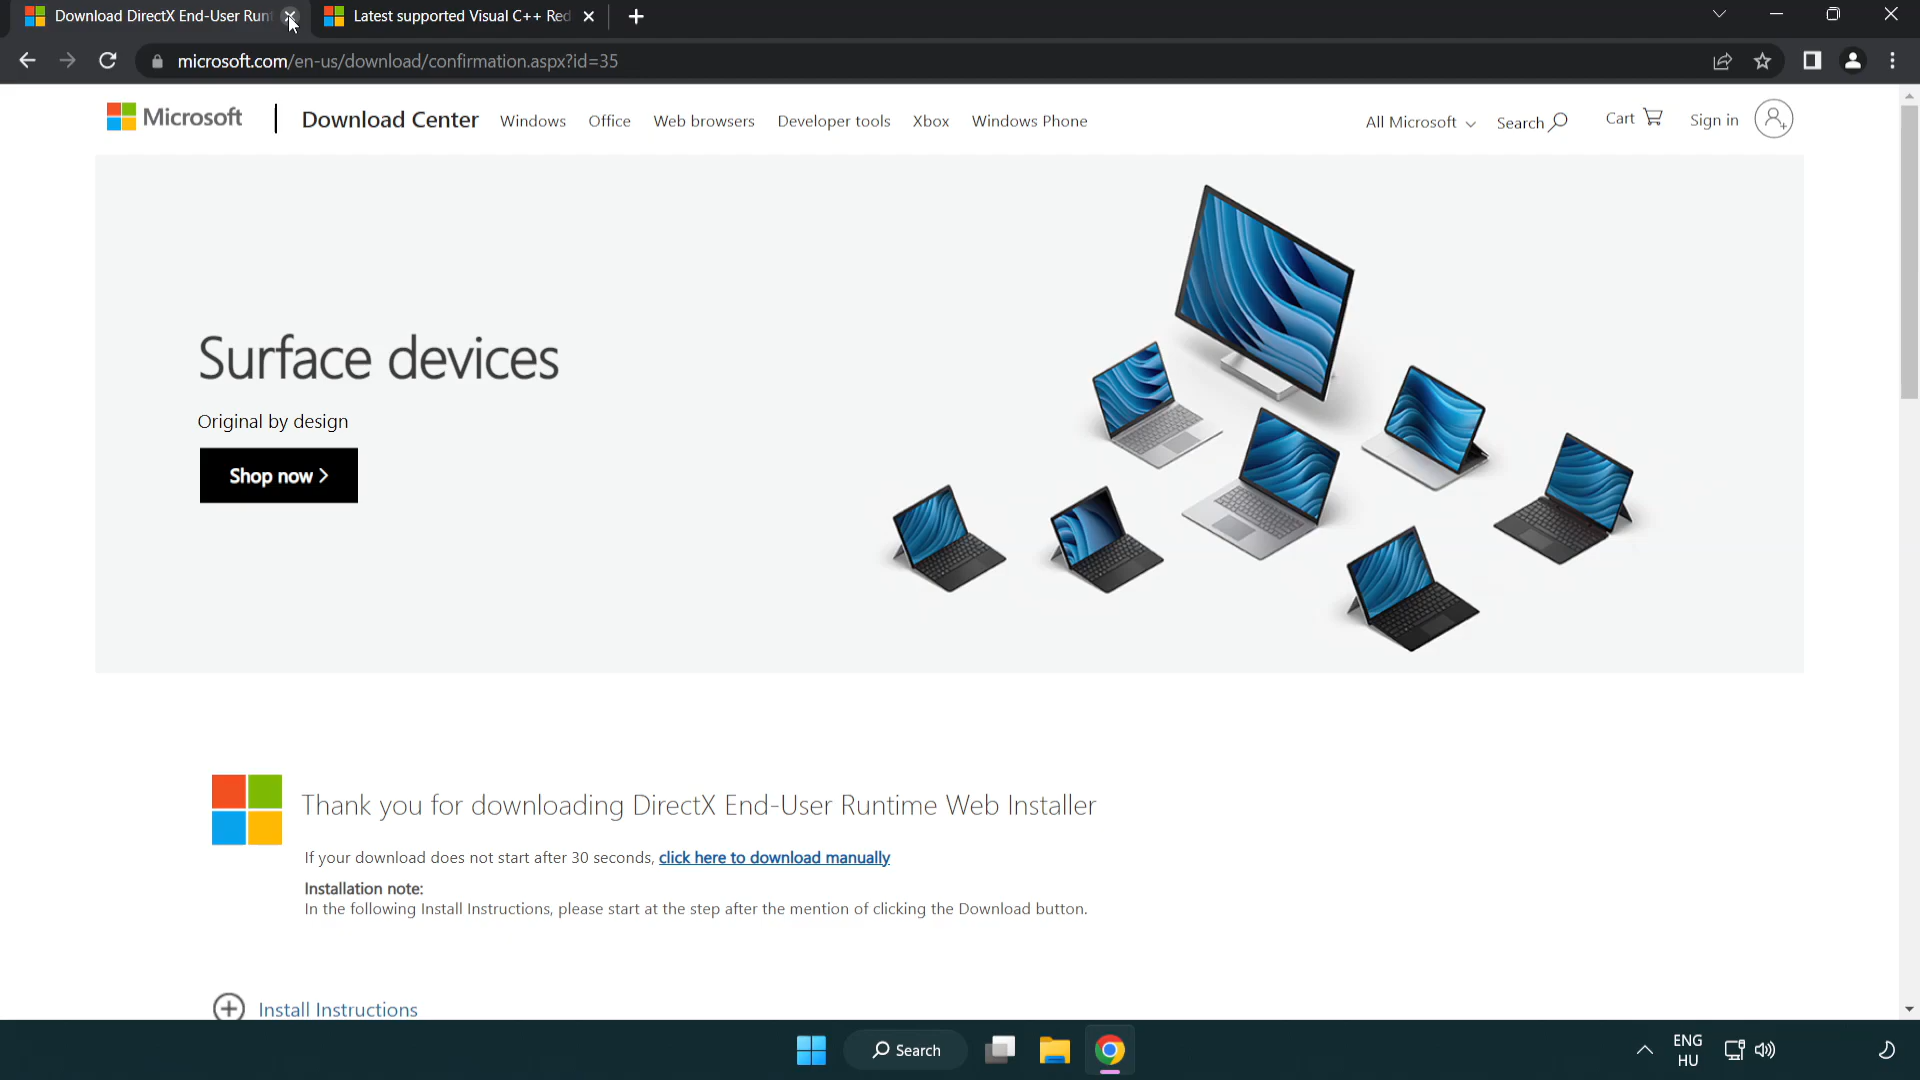 Download DirectX End-User Runt
Latest supported Visual C++ Red
microsoft.com/en-us/download/confirmation.aspx?id=35
Microsoft
Download Center
Windows
Office
Web browsers
Developer tools
Xbox
Windows Phone
All Microsoft
Search
Cart
Sign in
Surface devices
Original by design
Shop now
Thank you for downloading DirectX End-User Runtime Web Installer
If your download does not start after 30 seconds, click here to download manually
Installation note:
In the following Install Instructions, please start at the step after the mention of clicking the Download button.
Install Instructions
Search
ENG
HU